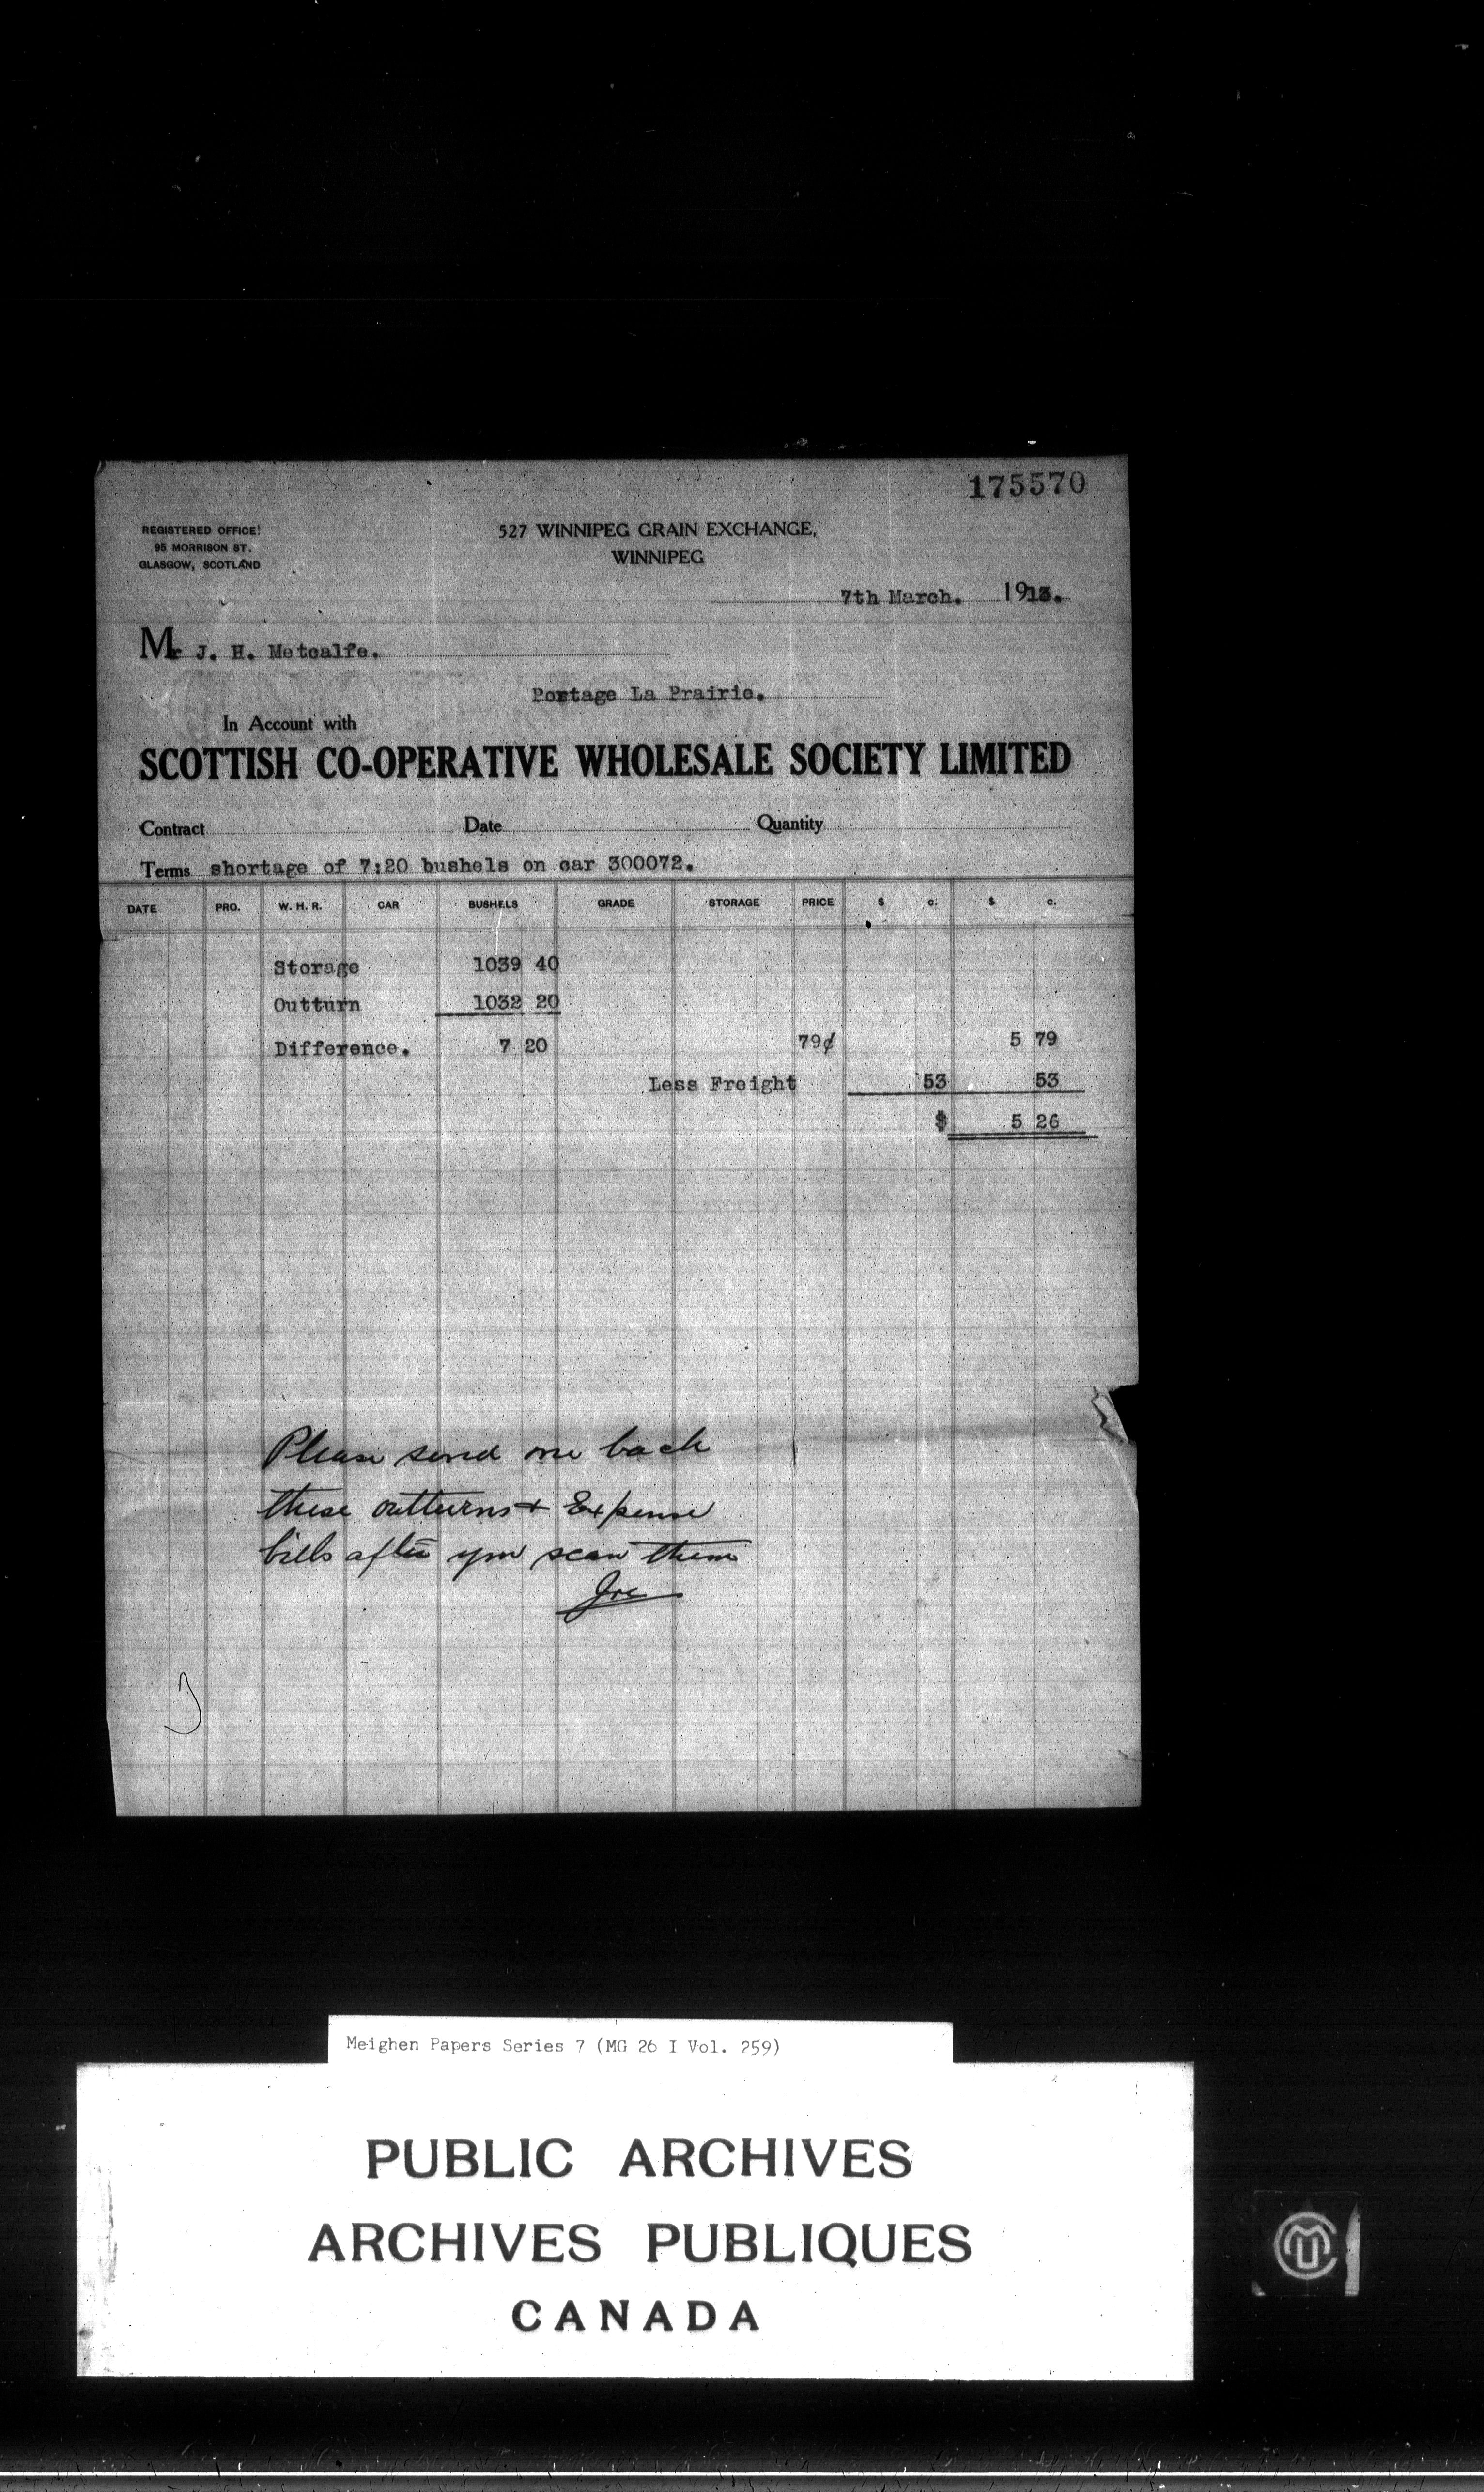 175570
REGISTERED OFFICE:
95 MORRISON ST.
GLASGOW, SCOTLAND
527 WINNIPEG GRAIN EXCHANGE,
WINNIPEG
7th March. 1913.
Mr J. H. Metcalfe.
Portage La Prairie.
In Account with
SCOTTISH CO-OPERATIVE WHOLESALE SOCIETY LIMITED
Contract Date Quantity
Terms shortage of 7:20 bushels on car 300072.
DATE PRO. W. H. R. CAR BUSHELS GRADE STORAGE PRICE $ c. $ c.
Storage 1039 40
Outturn 1032 20
Difference. 7 20 79¢ 5 79
Less Freight 53 53
$ 5 26
Please send me back
these outturns + Expense
bills after you scan them
Joe
Meighen Papers Series 7 (MG 26 I Vol. 259)
PUBLIC ARCHIVES
ARCHIVES PUBLIQUES
CANADA